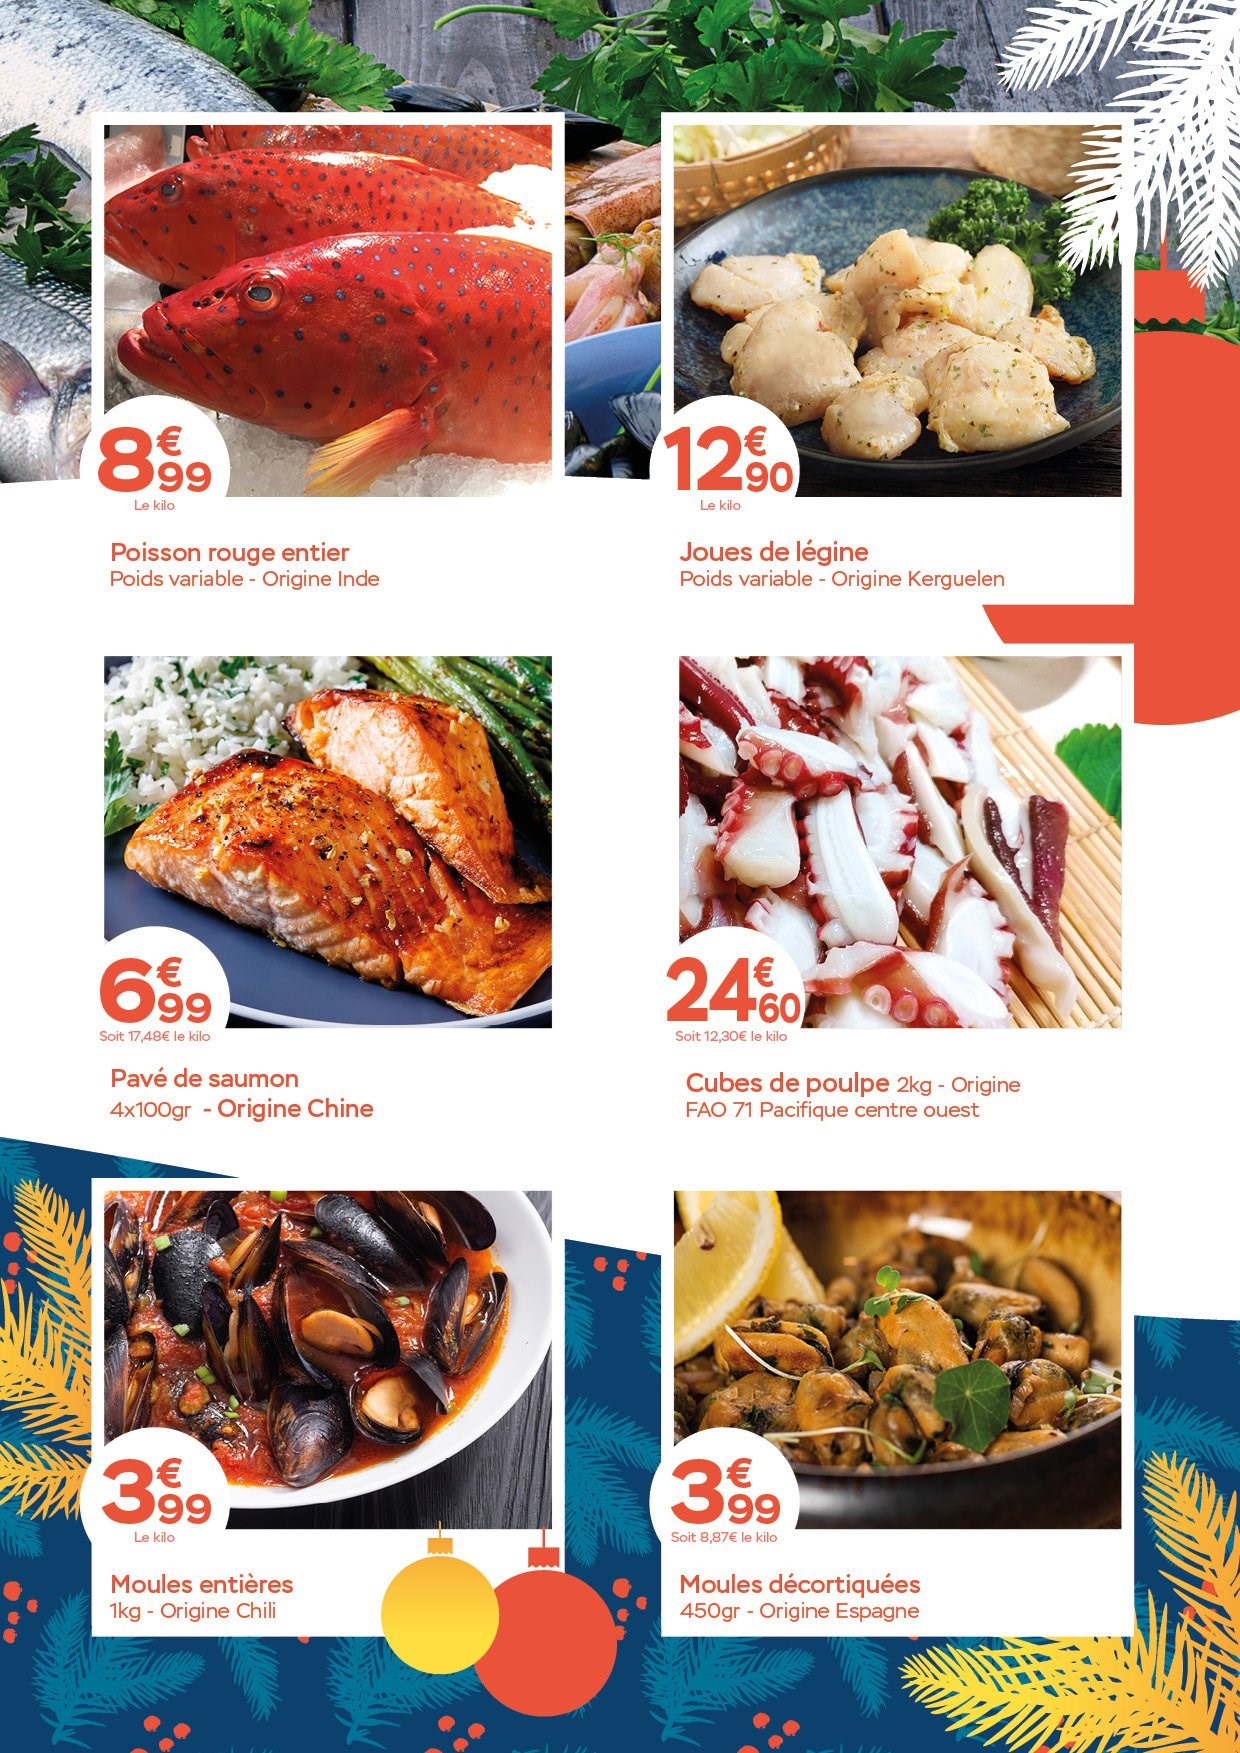 8€99
Le kilo
Poisson rouge entier
Poids variable - Origine Inde
12€90
Le kilo
Joues de légine
Poids variable - Origine Kerguelen
6€99
Soit 17,48€ le kilo
Pavé de saumon
4x100gr - Origine Chine
24€60
Soit 12,30€ le kilo
Cubes de poulpe 2kg - Origine
FAO 71 Pacifique centre ouest
3€99
Le kilo
Moules entières
1kg - Origine Chili
3€99
Soit 8,87€ le kilo
Moules décortiquées
450gr - Origine Espagne